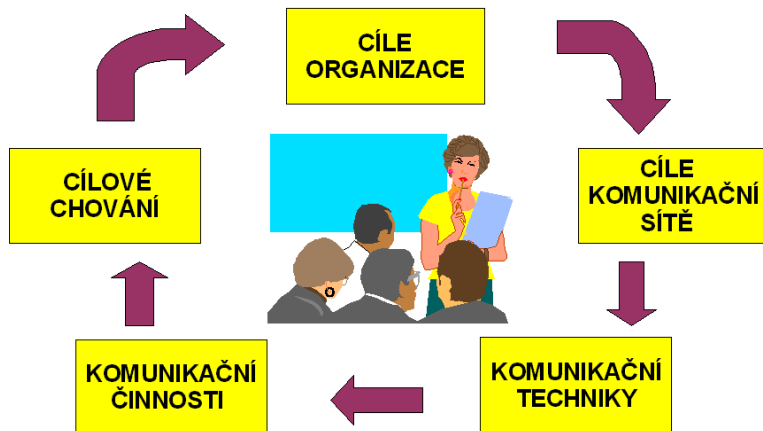 CÍLE
ORGANIZACE
CÍLOVÉ
CHOVÁNÍ
CÍLE
KOMUNIKAČNÍ
SÍTĚ
KOMUNIKAČNÍ
ČINNOSTI
KOMUNIKAČNÍ
TECHNIKY